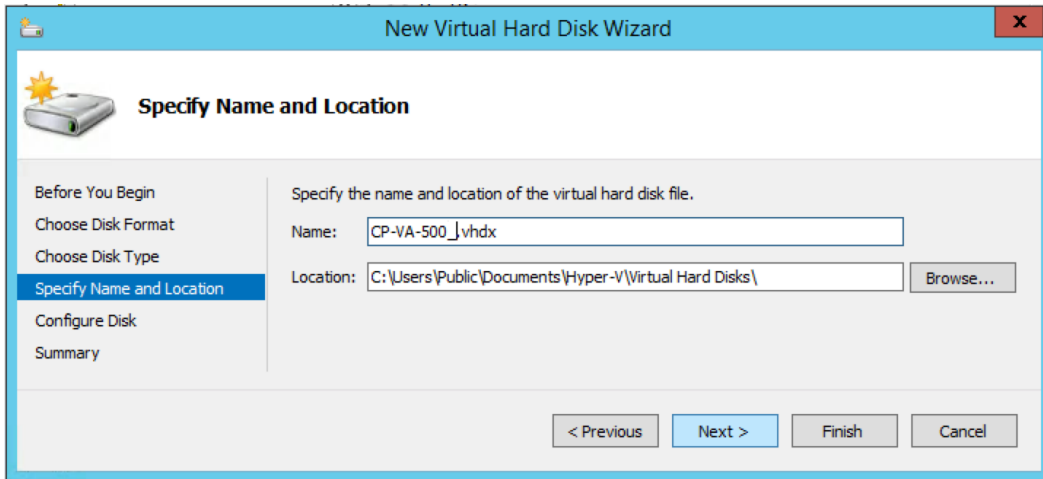 New Virtual Hard Disk Wizard
x
Specify Name and Location
Before You Begin
Choose Disk Format
Choose Disk Type
Specify Name and Location
Configure Disk
Summary
Specify the name and location of the virtual hard disk file.
Name: CP-VA-500_.vhdx
Location: C:\Users\Public\Documents\Hyper-V\Virtual Hard Disks\ Browse...
< Previous Next > Finish Cancel